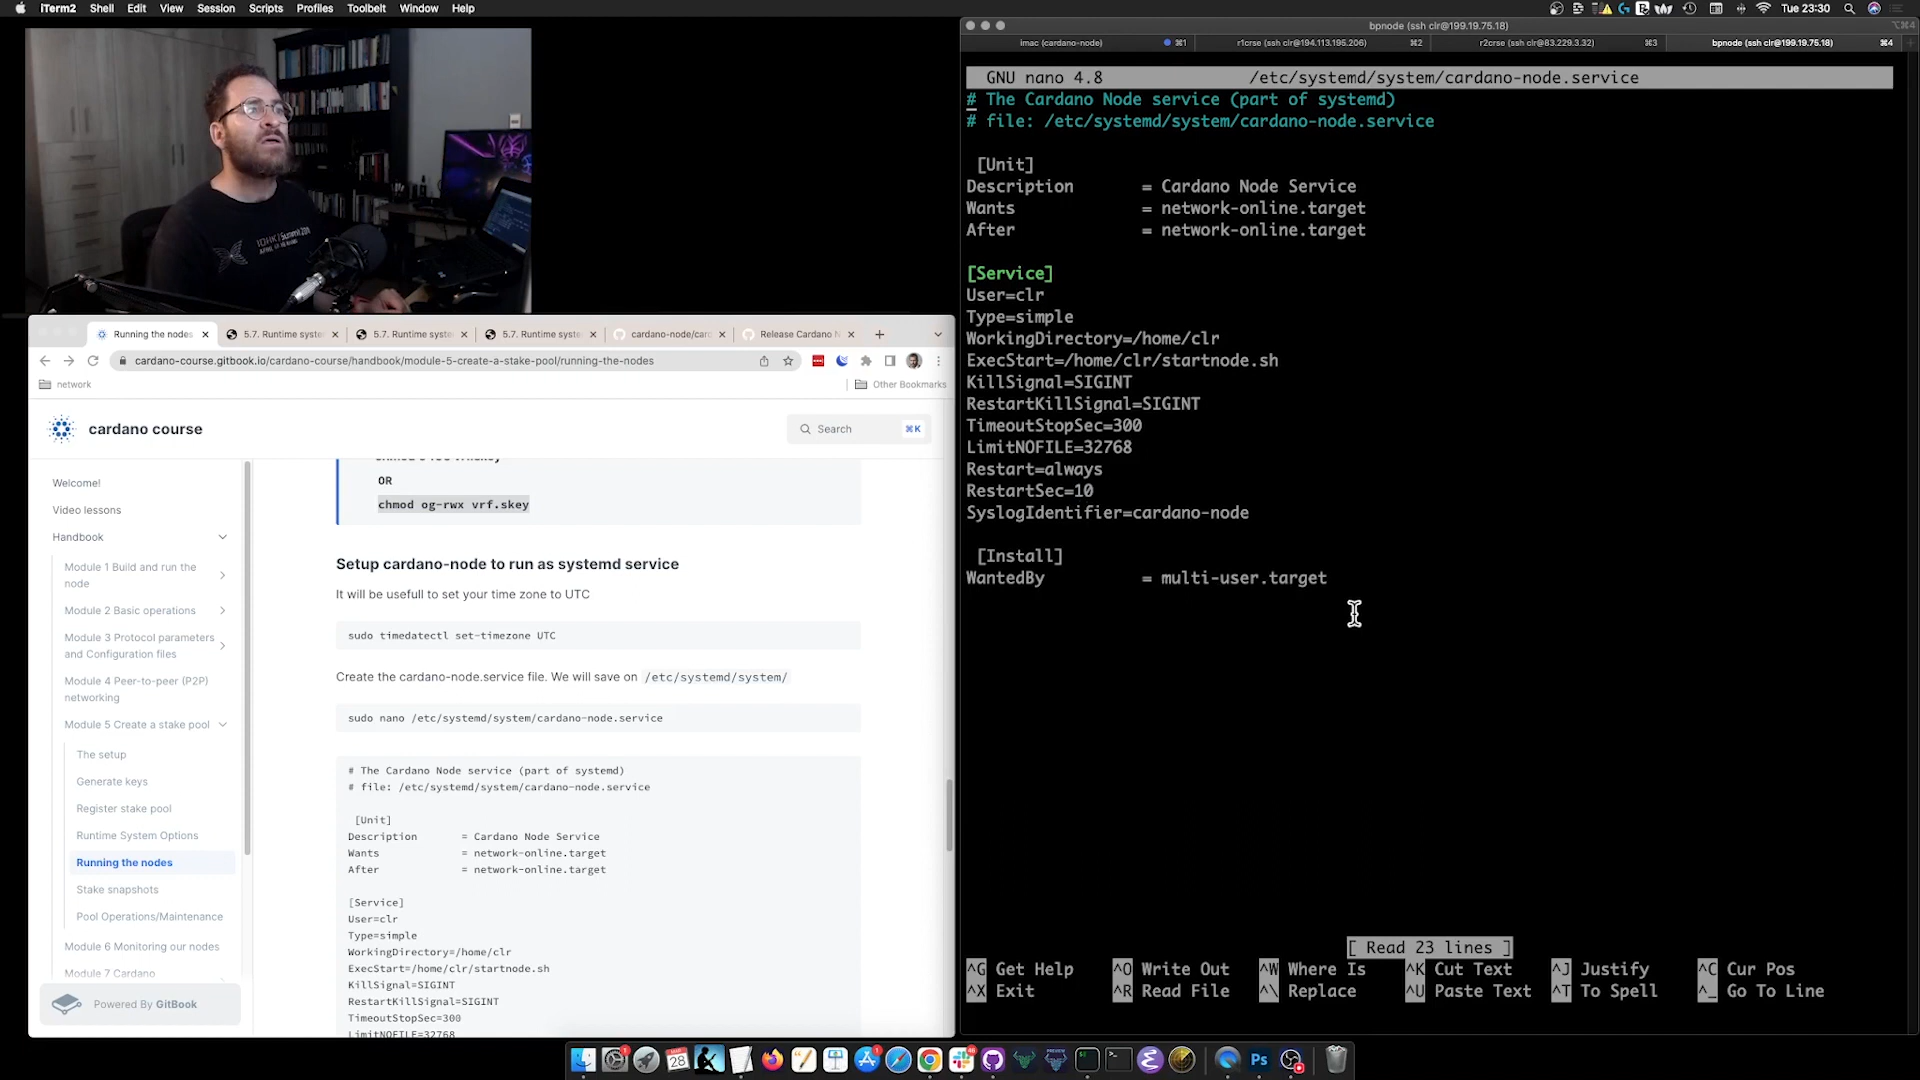 iTerm2 Shell Edit View Session Scripts Profiles Toolbelt Window Help
Tue 23:30
bpnode (ssh clr@199.19.75.18)
⌥⌘4
imac (cardano-node) ⌘1 r1crse (ssh clr@194.113.195.206) ⌘2 r2crse (ssh clr@83.229.3.32) ⌘3 bpnode (ssh clr@199.19.75.18) ⌘4
GNU nano 4.8 /etc/systemd/system/cardano-node.service
# The Cardano Node service (part of systemd)
# file: /etc/systemd/system/cardano-node.service
[Unit]
Description = Cardano Node Service
Wants = network-online.target
After = network-online.target
[Service]
User=clr
Type=simple
WorkingDirectory=/home/clr
ExecStart=/home/clr/startnode.sh
KillSignal=SIGINT
RestartKillSignal=SIGINT
TimeoutStopSec=300
LimitNOFILE=32768
Restart=always
RestartSec=10
SyslogIdentifier=cardano-node
[Install]
WantedBy = multi-user.target
[ Read 23 lines ]
^G Get Help ^O Write Out ^W Where Is ^K Cut Text ^J Justify ^C Cur Pos
^X Exit ^R Read File ^\ Replace ^U Paste Text ^T To Spell ^_ Go To Line
Running the nodes 5.7. Runtime syste 5.7. Runtime syste 5.7. Runtime syste cardano-node/car Release Cardano N
cardano-course.gitbook.io/cardano-course/handbook/module-5-create-a-stake-pool/running-the-nodes
network
Other Bookmarks
cardano course
Search ⌘K
Welcome!
Video lessons
Handbook
Module 1 Build and run the
node
Module 2 Basic operations
Module 3 Protocol parameters
and Configuration files
Module 4 Peer-to-peer (P2P)
networking
Module 5 Create a stake pool
The setup
Generate keys
Register stake pool
Runtime System Options
Running the nodes
Stake snapshots
Pool Operations/Maintenance
Module 6 Monitoring our nodes
Module 7 Cardano
Powered By GitBook
OR
chmod og-rwx vrf.skey
Setup cardano-node to run as systemd service
It will be usefull to set your time zone to UTC
sudo timedatectl set-timezone UTC
Create the cardano-node.service file. We will save on /etc/systemd/system/
sudo nano /etc/systemd/system/cardano-node.service
# The Cardano Node service (part of systemd)
# file: /etc/systemd/system/cardano-node.service
[Unit]
Description = Cardano Node Service
Wants = network-online.target
After = network-online.target
[Service]
User=clr
Type=simple
WorkingDirectory=/home/clr
ExecStart=/home/clr/startnode.sh
KillSignal=SIGINT
RestartKillSignal=SIGINT
TimeoutStopSec=300
LimitNOFILE=32768